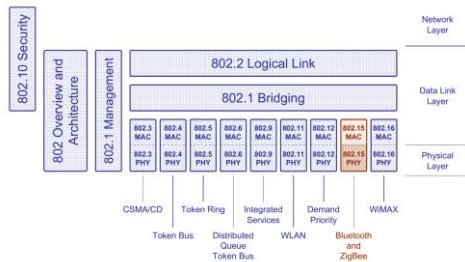 802.10 Security
802 Overview and
Architecture
802.1 Management
802.2 Logical Link
802.1 Bridging
802.3
MAC
802.4
MAC
802.5
MAC
802.6
MAC
802.9
MAC
802.11
MAC
802.12
MAC
802.15
MAC
802.16
MAC
802.3
PHY
802.4
PHY
802.5
PHY
802.6
PHY
802.9
PHY
802.11
PHY
802.12
PHY
802.15
PHY
802.16
PHY
Network
Layer
Data Link
Layer
Physical
Layer
CSMA/CD
Token Ring
Integrated
Services
Demand
Priority
WiMAX
Token Bus
Distributed
Queue
Token Bus
WLAN
Bluetooth
and
ZigBee